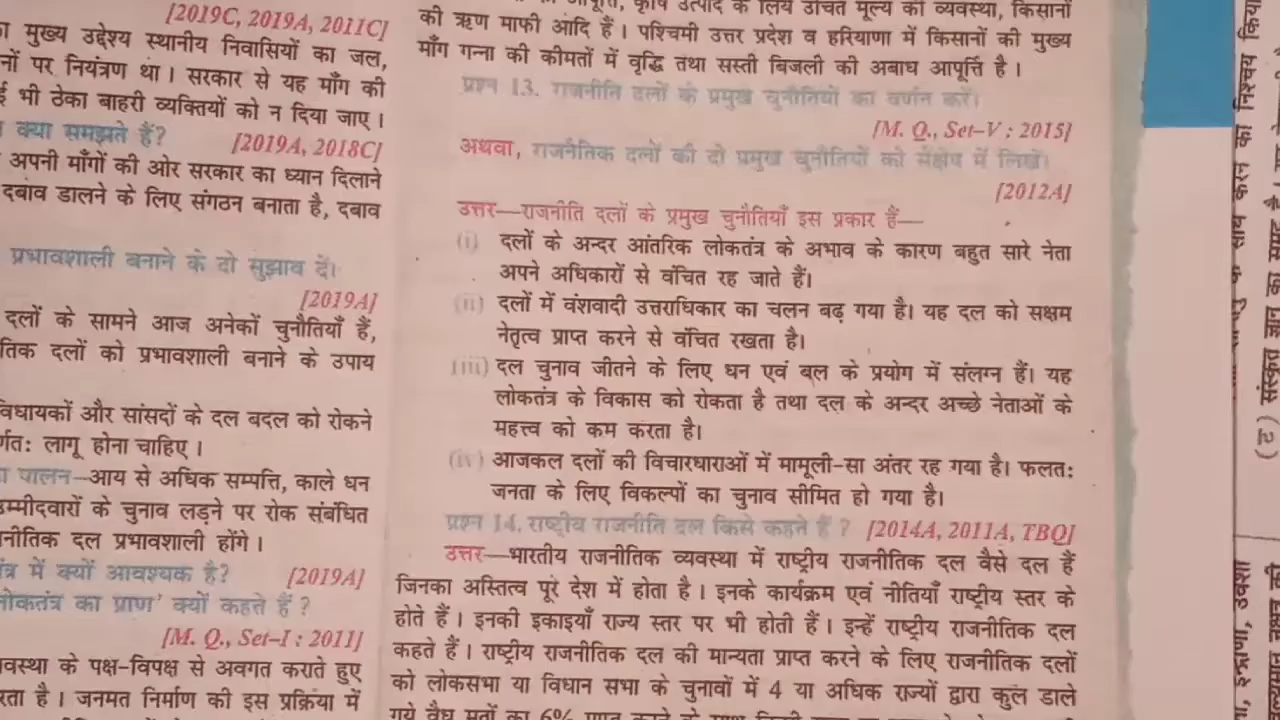 [2019C, 2019A, 2011C]
मुख्य उद्देश्य स्थानीय निवासियों का जल,
नों पर नियंत्रण था। सरकार से यह माँग की
भी ठेका बाहरी व्यक्तियों को न दिया जाए।
क्या समझते हैं?
[2019A, 2018C]
अपनी माँगों की ओर सरकार का ध्यान दिलाने
दबाव डालने के लिए संगठन बनाता है, दबाव
प्रभावशाली बनाने के दो सुझाव दें।
[2019A]
दलों के सामने आज अनेकों चुनौतियाँ हैं,
तिक दलों को प्रभावशाली बनाने के उपाय
विधायकों और सांसदों के दल बदल को रोकने
र्णत: लागू होना चाहिए।
पालन—आय से अधिक सम्पत्ति, काले धन
उम्मीदवारों के चुनाव लड़ने पर रोक संबंधित
नीतिक दल प्रभावशाली होंगे।
तंत्र में क्यों आवश्यक है? [2019A]
लोकतंत्र का प्राण' क्यों कहते हैं?
[M. Q., Set-I : 2011]
वस्था के पक्ष-विपक्ष से अवगत कराते हुए
रता है। जनमत निर्माण की इस प्रक्रिया में
आपूर्ति, कृषि उत्पाद के लिये उचित मूल्य की व्यवस्था, किसानों
की ऋण माफी आदि हैं। पश्चिमी उत्तर प्रदेश व हरियाणा में किसानों की मुख्य
माँग गन्ना की कीमतों में वृद्धि तथा सस्ती बिजली की अबाध आपूर्त्ति है।
प्रश्न 13. राजनीति दलों के प्रमुख चुनौतियों का वर्णन करें।
[M. Q., Set-V : 2015]
अथवा, राजनैतिक दलों की दो प्रमुख चुनौतियों को संक्षेप में लिखें।
[2012A]
उत्तर—राजनीति दलों के प्रमुख चुनौतियाँ इस प्रकार हैं—
(i) दलों के अन्दर आंतरिक लोकतंत्र के अभाव के कारण बहुत सारे नेता
अपने अधिकारों से वंचित रह जाते हैं।
(ii) दलों में वंशवादी उत्तराधिकार का चलन बढ़ गया है। यह दल को सक्षम
नेतृत्व प्राप्त करने से वंचित रखता है।
(iii) दल चुनाव जीतने के लिए धन एवं बल के प्रयोग में संलग्न हैं। यह
लोकतंत्र के विकास को रोकता है तथा दल के अन्दर अच्छे नेताओं के
महत्त्व को कम करता है।
(iv) आजकल दलों की विचारधाराओं में मामूली-सा अंतर रह गया है। फलत:
जनता के लिए विकल्पों का चुनाव सीमित हो गया है।
प्रश्न 14. राष्ट्रीय राजनीति दल किसे कहते हैं? [2014A, 2011A, TBQ]
उत्तर—भारतीय राजनीतिक व्यवस्था में राष्ट्रीय राजनीतिक दल वैसे दल हैं
जिनका अस्तित्व पूरे देश में होता है। इनके कार्यक्रम एवं नीतियाँ राष्ट्रीय स्तर के
होते हैं। इनकी इकाइयाँ राज्य स्तर पर भी होती हैं। इन्हें राष्ट्रीय राजनीतिक दल
कहते हैं। राष्ट्रीय राजनीतिक दल की मान्यता प्राप्त करने के लिए राजनीतिक दलों
को लोकसभा या विधान सभा के चुनावों में 4 या अधिक राज्यों द्वारा कुल डाले
गये वैध मतों का 6%
(ट) संस्कृत ज्ञान का